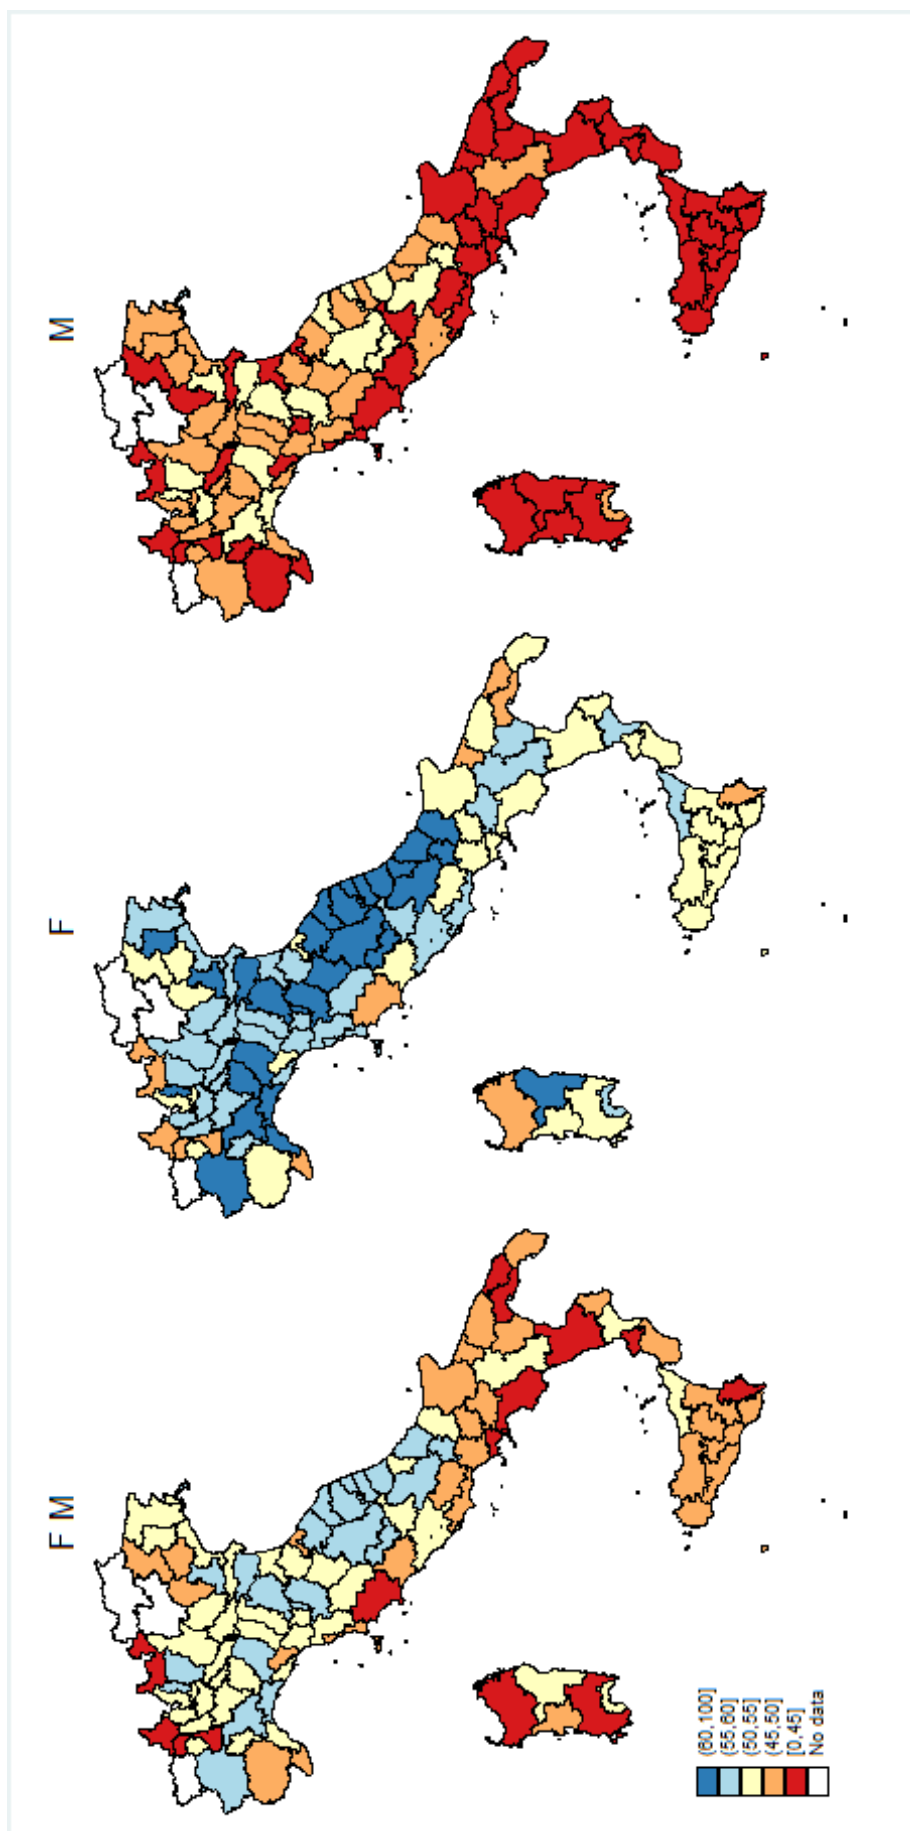 F M
F
M
(60,100]
(55,60]
(50,55]
(45,50]
[0,45]
No data